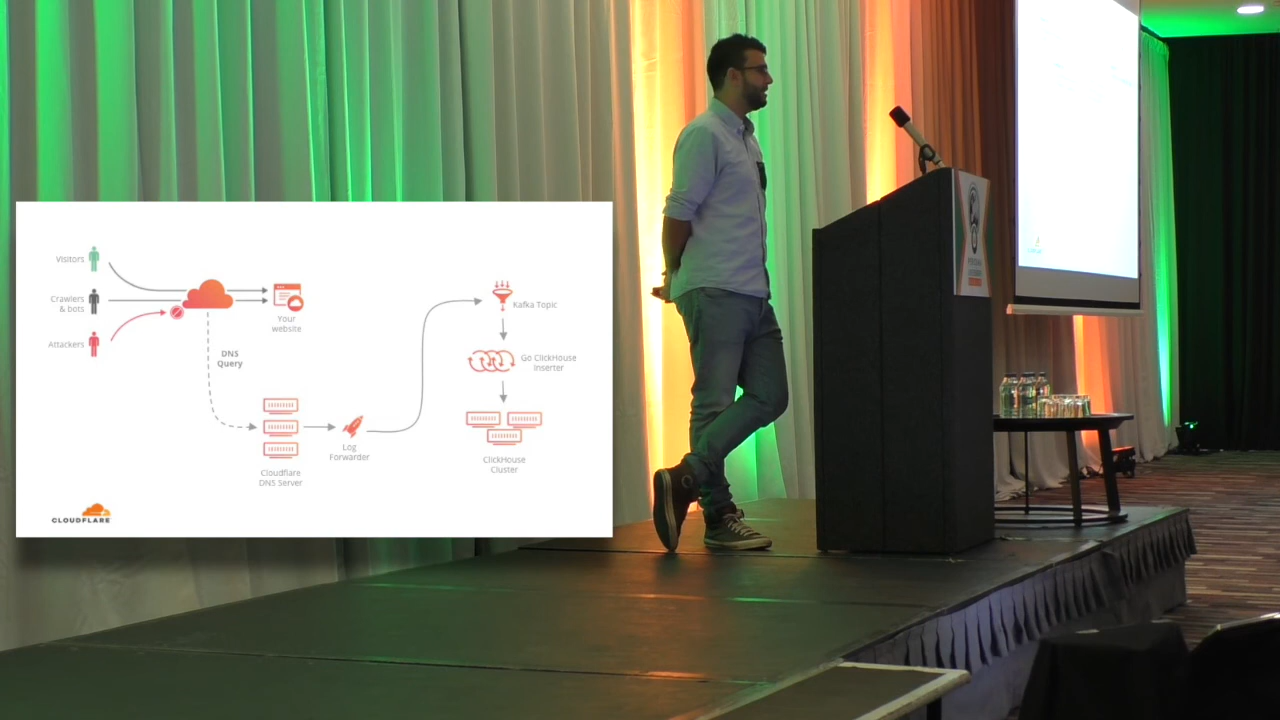 Visitors
Crawlers
& bots
Attackers
Your
website
DNS
Query
Cloudflare
DNS Server
Log
Forwarder
Kafka Topic
Go ClickHouse
Inserter
ClickHouse
Cluster
CLOUDFLARE